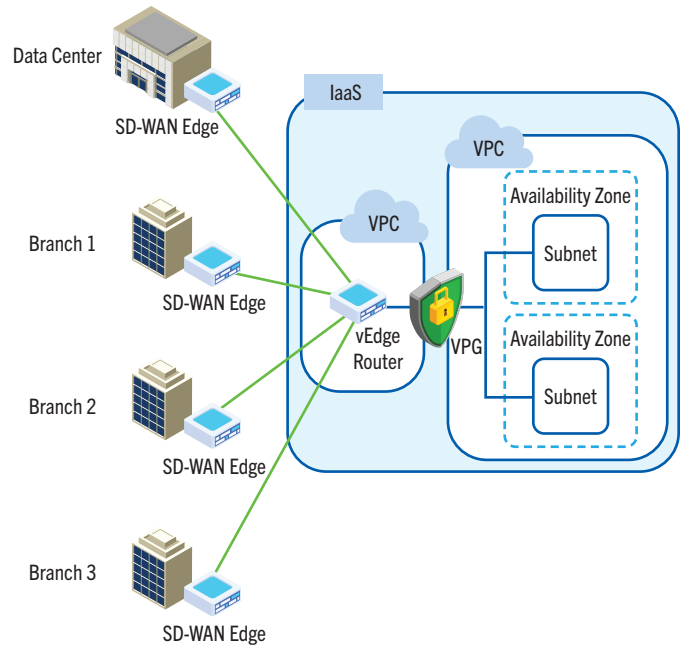 Data Center
SD-WAN Edge
IaaS
VPC
Availability Zone
Subnet
VPC
Branch 1
SD-WAN Edge
vEdge
Router
VPG
Availability Zone
Subnet
Branch 2
SD-WAN Edge
Branch 3
SD-WAN Edge